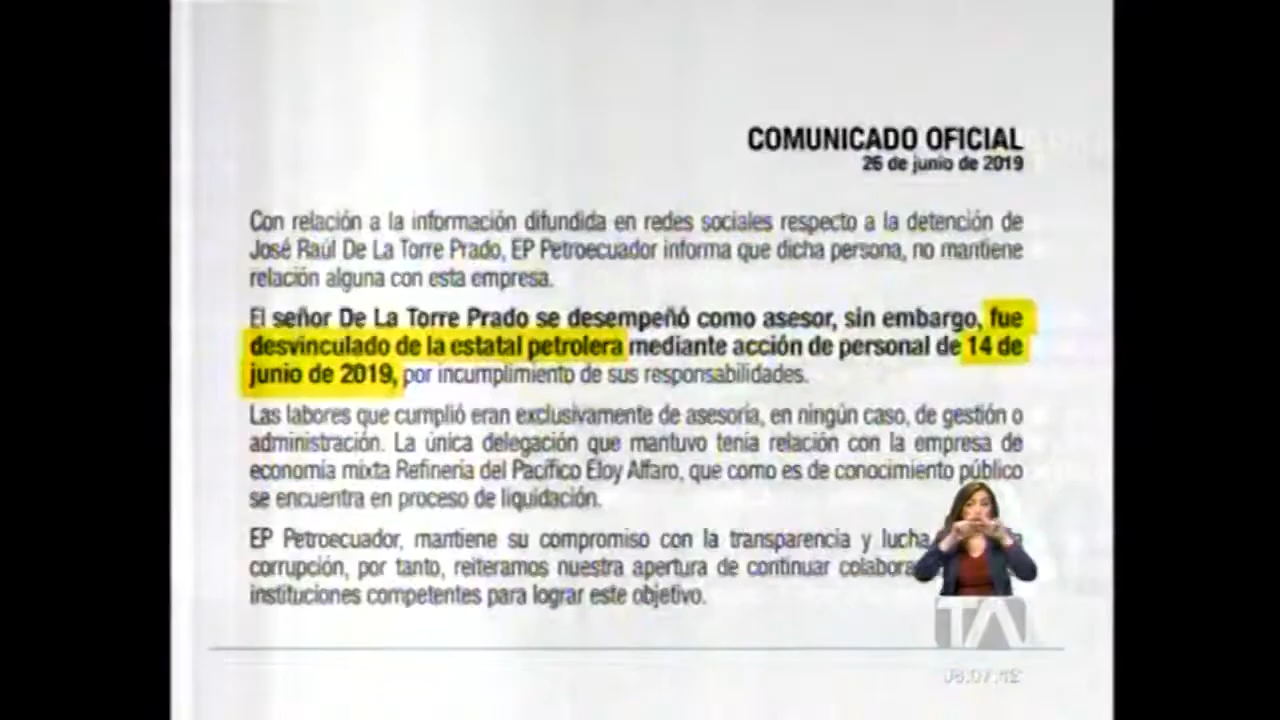 COMUNICADO OFICIAL
26 de junio de 2019
Con relación a la información difundida en redes sociales respecto a la detención de
José Raúl De La Torre Prado, EP Petroecuador informa que dicha persona, no mantiene
relación alguna con esta empresa.
El señor De La Torre Prado se desempeñó como asesor, sin embargo, fue
desvinculado de la estatal petrolera mediante acción de personal de 14 de
junio de 2019, por incumplimiento de sus responsabilidades.
Las labores que cumplió eran exclusivamente de asesoría, en ningún caso, de gestión o
administración. La única delegación que mantuvo tenía relación con la empresa de
economía mixta Refinería del Pacífico Eloy Alfaro, que como es de conocimiento público
se encuentra en proceso de liquidación.
EP Petroecuador, mantiene su compromiso con la transparencia y lucha
corrupción, por tanto, reiteramos nuestra apertura de continuar colabora
instituciones competentes para lograr este objetivo.
TA